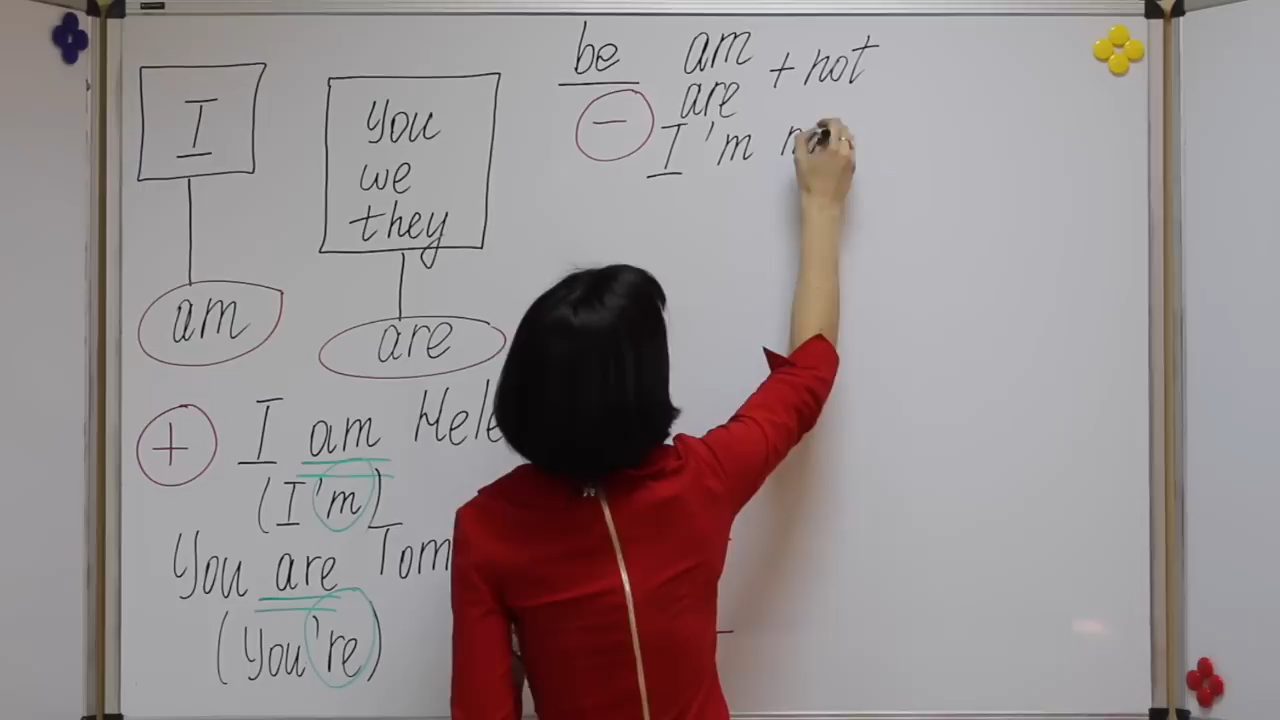 I
am
You
we
they
are
+ I am
(I'm)
You are Tom
(you're)
be
am
are
+ not
−
I'm